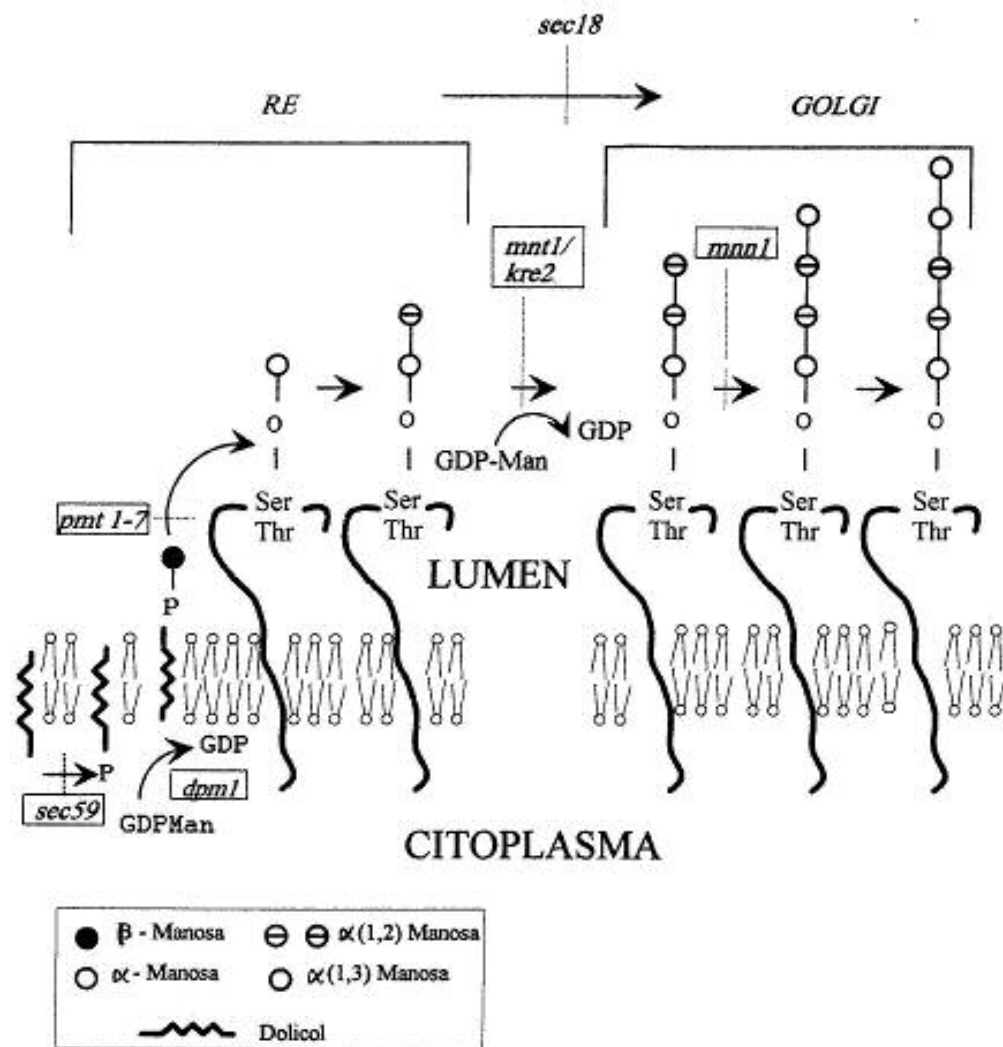 sec18
RE
GOLGI
mnt1/
kre2
mnn1
O
O
O
O
O
GDP-Man
GDP
pmt 1-7
Ser
Thr
Ser
Thr
Ser
Thr
Ser
Thr
Ser
Thr
LUMEN
P
P
GDP
dpm1
sec59
GDPMan
CITOPLASMA
β - Manosa
α(1,2) Manosa
α - Manosa
α(1,3) Manosa
Dolicol